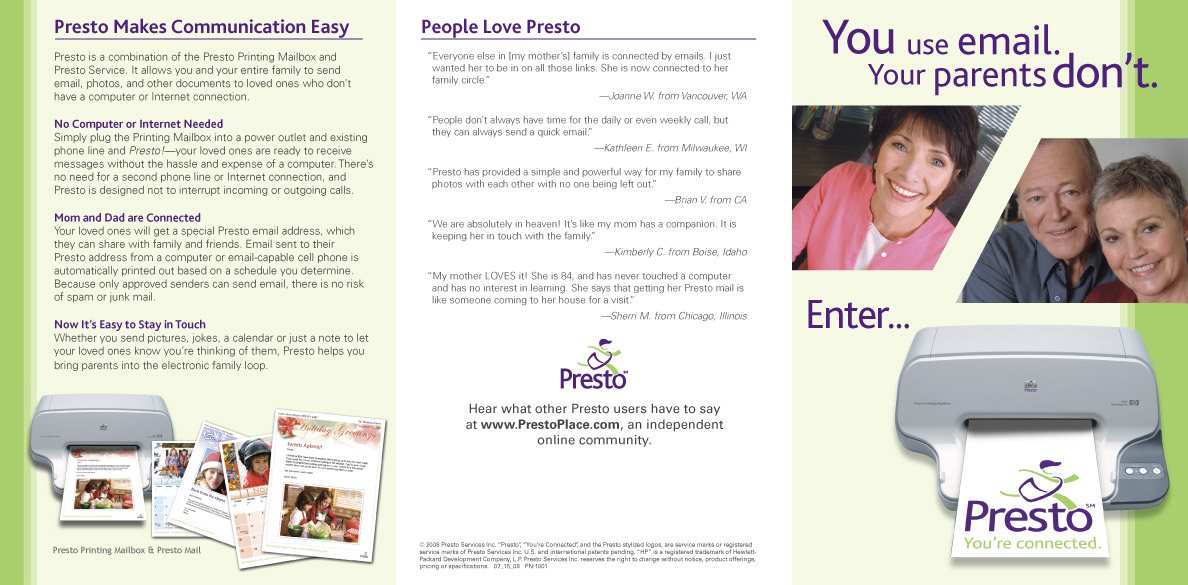 Presto Makes Communication Easy
Presto is a combination of the Presto Printing Mailbox and
Presto Service. It allows you and your entire family to send
email, photos, and other documents to loved ones who don't
have a computer or Internet connection.
No Computer or Internet Needed
Simply plug the Printing Mailbox into a power outlet and existing
phone line and Presto!—your loved ones are ready to receive
messages without the hassle and expense of a computer. There's
no need for a second phone line or Internet connection, and
Presto is designed not to interrupt incoming or outgoing calls.
Mom and Dad are Connected
Your loved ones will get a special Presto email address, which
they can share with family and friends. Email sent to their
Presto address from a computer or email-capable cell phone is
automatically printed out based on a schedule you determine.
Because only approved senders can send email, there is no risk
of spam or junk mail.
Now It's Easy to Stay in Touch
Whether you send pictures, jokes, a calendar or just a note to let
your loved ones know you're thinking of them, Presto helps you
bring parents into the electronic family loop.
Holiday Greetings
Presto Printing Mailbox & Presto Mail
People Love Presto
"Everyone else in [my mother's] family is connected by emails. I just
wanted her to be in on all those links. She is now connected to her
family circle."
—Joanne W. from Vancouver, WA
"People don't always have time for the daily or even weekly call, but
they can always send a quick email."
—Kathleen E. from Milwaukee, WI
"Presto has provided a simple and powerful way for my family to share
photos with each other with no one being left out."
—Brian V. from CA
"We are absolutely in heaven! It's like my mom has a companion. It is
keeping her in touch with the family."
—Kimberly C. from Boise, Idaho
"My mother LOVES it! She is 84, and has never touched a computer
and has no interest in learning. She says that getting her Presto mail is
like someone coming to her house for a visit."
—Sherri M. from Chicago, Illinois
Presto℠
Hear what other Presto users have to say
at www.PrestoPlace.com, an independent
online community.
© 2008 Presto Services Inc. "Presto", "You're Connected", and the Presto stylized logos, are service marks or registered
service marks of Presto Services Inc. U.S. and international patents pending. "HP" is a registered trademark of Hewlett-
Packard Development Company, L.P. Presto Services Inc. reserves the right to change without notice, product offerings,
pricing or specifications. 07_15_08 PN:1001
You use email.
Your parents don't.
Enter...
Presto
Presto℠
You're connected.